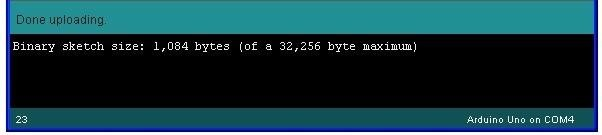 Done uploading.
Binary sketch size: 1,084 bytes (of a 32,256 byte maximum)
23 Arduino Uno on COM4